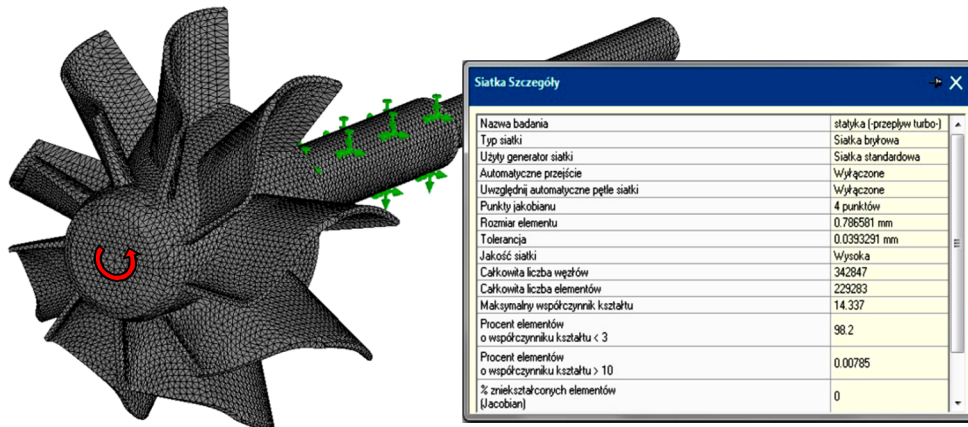 Siatka Szczegóły
Nazwa badania statyka (-przepływ turbo-)
Typ siatki Siatka bryłowa
Użyty generator siatki Siatka standardowa
Automatyczne przejście Wyłączone
Uwzględnij automatyczne pętle siatki Wyłączone
Punkty jakobianu 4 punktów
Rozmiar elementu 0.786581 mm
Tolerancja 0.0393291 mm
Jakość siatki Wysoka
Całkowita liczba węzłów 342847
Całkowita liczba elementów 229283
Maksymalny współczynnik kształtu 14.337
Procent elementów
o współczynniku kształtu < 3 98.2
Procent elementów
o współczynniku kształtu > 10 0.00785
% zniekształconych elementów
(Jacobian) 0